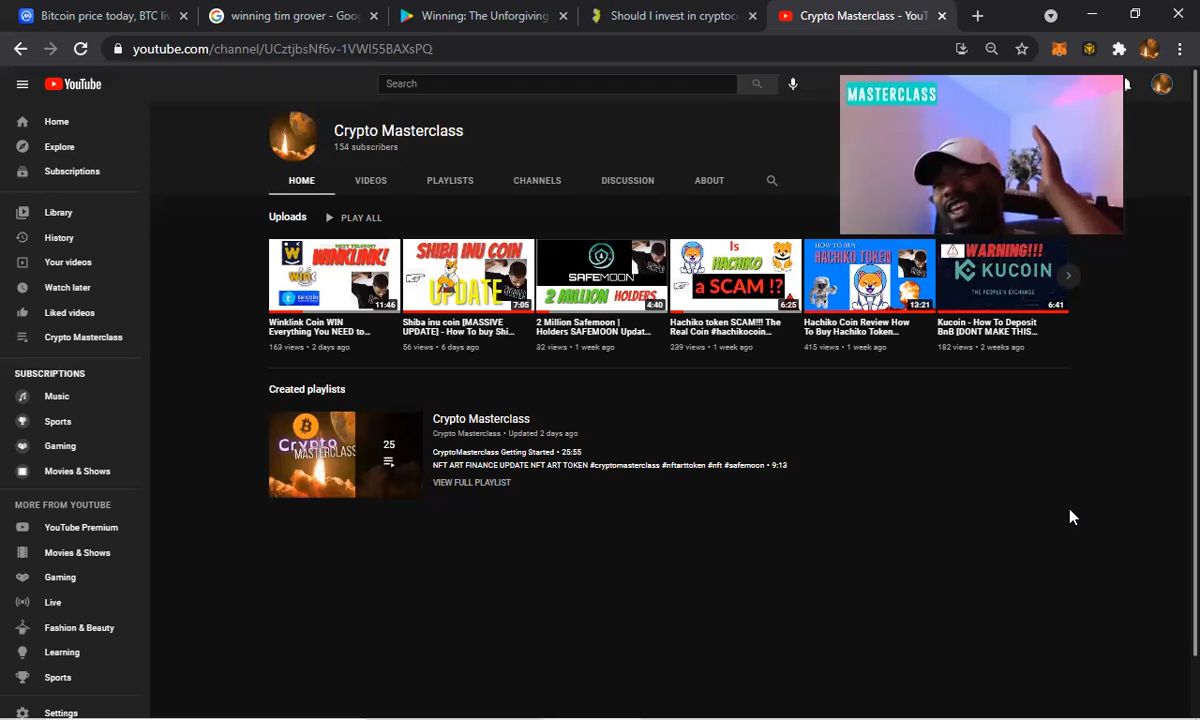 Bitcoin price today, BTC liv
winning tim grover - Goo
Winning: The Unforgiving
Should I invest in cryptoc
Crypto Masterclass - YouT
youtube.com/channel/UCztjbsNf6v-1VWl55BAXsPQ
YouTube
Search
MASTERCLASS
Home
Explore
Subscriptions
Library
History
Your videos
Watch later
Liked videos
Crypto Masterclass
SUBSCRIPTIONS
Music
Sports
Gaming
Movies & Shows
MORE FROM YOUTUBE
YouTube Premium
Movies & Shows
Gaming
Live
Fashion & Beauty
Learning
Sports
Settings
Crypto Masterclass
154 subscribers
HOME VIDEOS PLAYLISTS CHANNELS DISCUSSION ABOUT
Uploads PLAY ALL
WINKLINK!
WIN
11:46
Winklink Coin WIN
Everything You NEED to...
163 views • 2 days ago
SHIBA INU COIN
UPDATE
7:05
Shiba inu coin [MASSIVE
UPDATE] - How To buy Shi...
56 views • 6 days ago
SAFEMOON
2 MILLION HOLDERS
4:40
2 Million Safemoon |
Holders SAFEMOON Updat...
32 views • 1 week ago
Is
HACHIKO
a SCAM !?
6:25
Hachiko token SCAM!!! The
Real Coin #hachikocoin...
239 views • 1 week ago
HOW TO BUY
HACHIKO TOKEN
13:21
Hachiko Coin Review How
To Buy Hachiko Token...
415 views • 1 week ago
WARNING!!!
KUCOIN
THE PEOPLE'S EXCHANGE
6:41
Kucoin - How To Deposit
BnB [DONT MAKE THIS...
182 views • 2 weeks ago
Created playlists
Crypto
MASTERCLASS
25
Crypto Masterclass
Crypto Masterclass • Updated 2 days ago
CryptoMasterclass Getting Started • 25:55
NFT ART FINANCE UPDATE NFT ART TOKEN #cryptomasterclass #nftarttoken #nft #safemoon • 9:13
VIEW FULL PLAYLIST